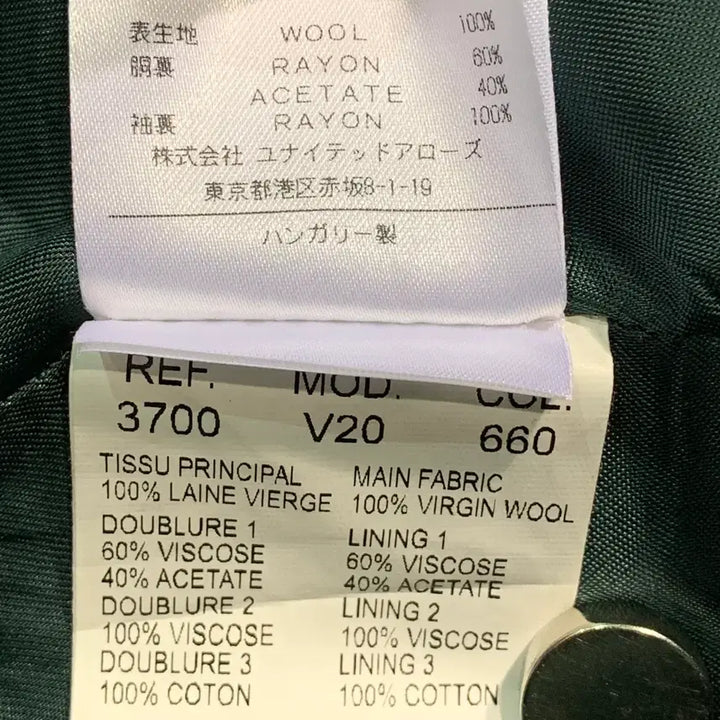 表生地 WOOL 100%
胴裏 RAYON 60%
ACETATE 40%
袖裏 RAYON 100%
株式会社 ユナイテッドアローズ
東京都港区赤坂8-1-19
ハンガリー製
REF. MOD. COL.
3700 V20 660
TISSU PRINCIPAL MAIN FABRIC
100% LAINE VIERGE 100% VIRGIN WOOL
DOUBLURE 1 LINING 1
60% VISCOSE 60% VISCOSE
40% ACETATE 40% ACETATE
DOUBLURE 2 LINING 2
100% VISCOSE 100% VISCOSE
DOUBLURE 3 LINING 3
100% COTON 100% COTTON